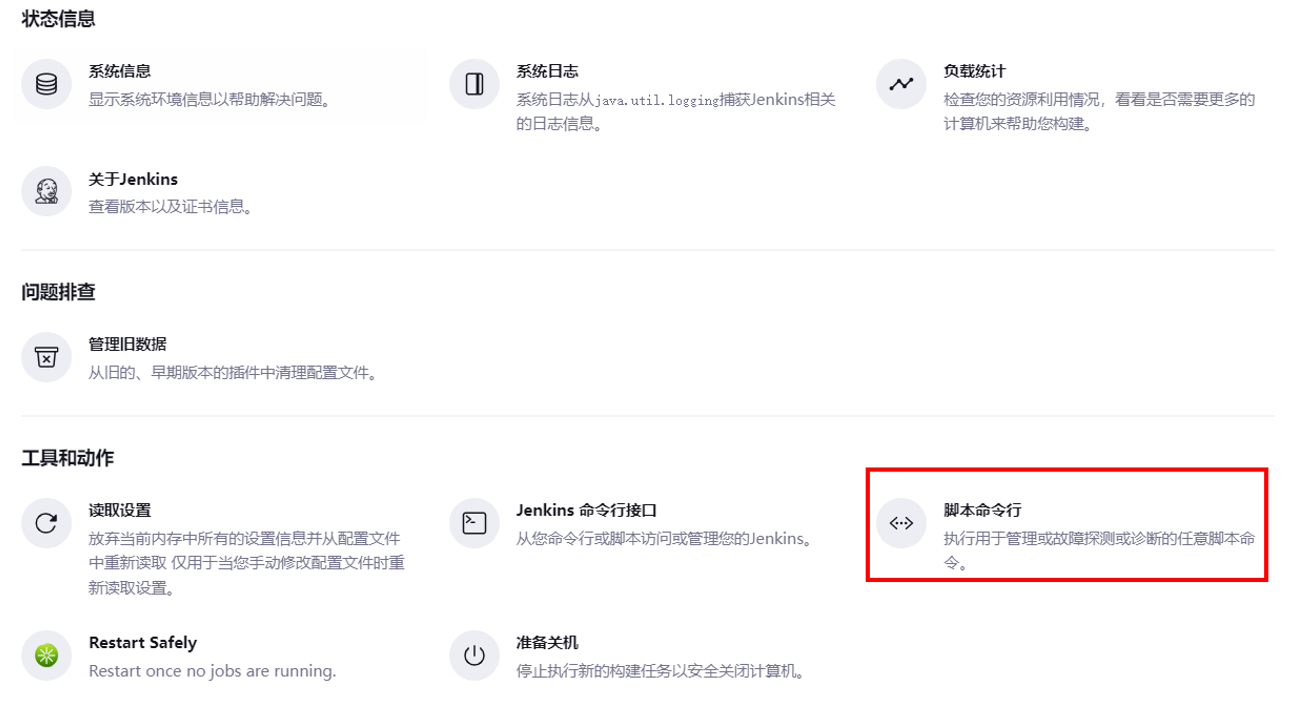 状态信息
系统信息
显示系统环境信息以帮助解决问题。
系统日志
系统日志从java.util.logging捕获Jenkins相关
的日志信息。
负载统计
检查您的资源利用情况，看看是否需要更多的
计算机来帮助您构建。
关于Jenkins
查看版本以及证书信息。
问题排查
管理旧数据
从旧的、早期版本的插件中清理配置文件。
工具和动作
读取设置
放弃当前内存中所有的设置信息并从配置文件
中重新读取 仅用于当您手动修改配置文件时重
新读取设置。
Jenkins 命令行接口
从您命令行或脚本访问或管理您的Jenkins。
脚本命令行
执行用于管理或故障探测或诊断的任意脚本命
令。
Restart Safely
Restart once no jobs are running.
准备关机
停止执行新的构建任务以安全关闭计算机。